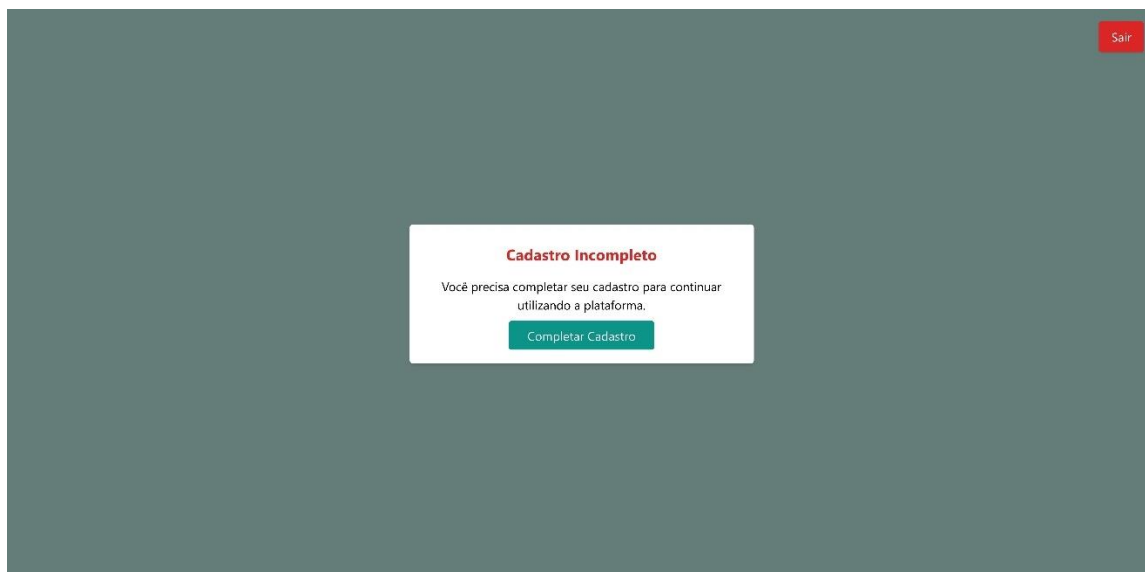 Sair
Cadastro Incompleto
Você precisa completar seu cadastro para continuar
utilizando a plataforma.
Completar Cadastro